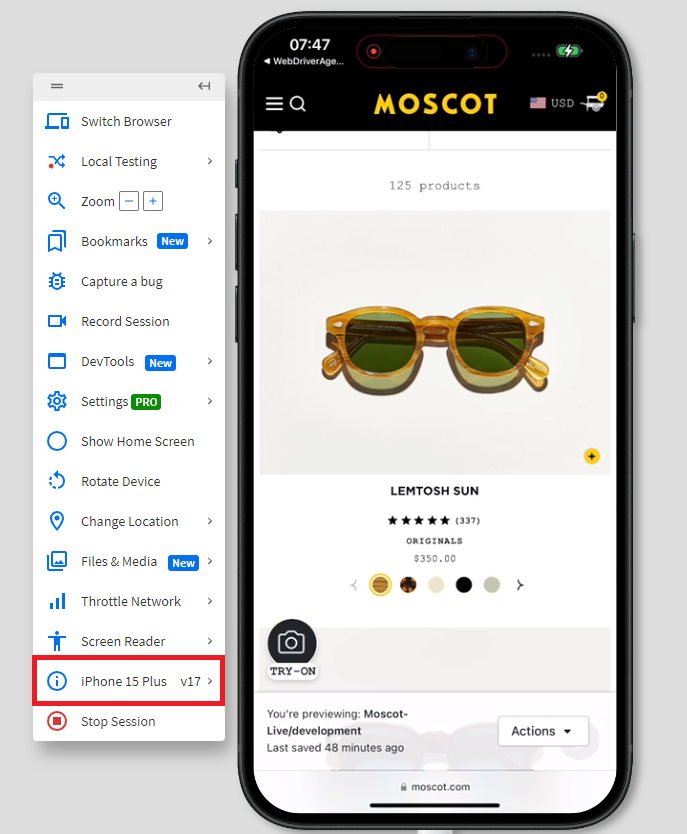 Switch Browser
Local Testing
Zoom
Bookmarks New
Capture a bug
Record Session
DevTools New
Settings PRO
Show Home Screen
Rotate Device
Change Location
Files & Media New
Throttle Network
Screen Reader
iPhone 15 Plus v17
Stop Session
07:47
◀ WebDriverAge...
MOSCOT
USD
0
125 products
LEMTOSH SUN
★★★★★ (337)
ORIGINALS
$350.00
TRY-ON
You're previewing: Moscot-
Live/development
Last saved 48 minutes ago
Actions
moscot.com